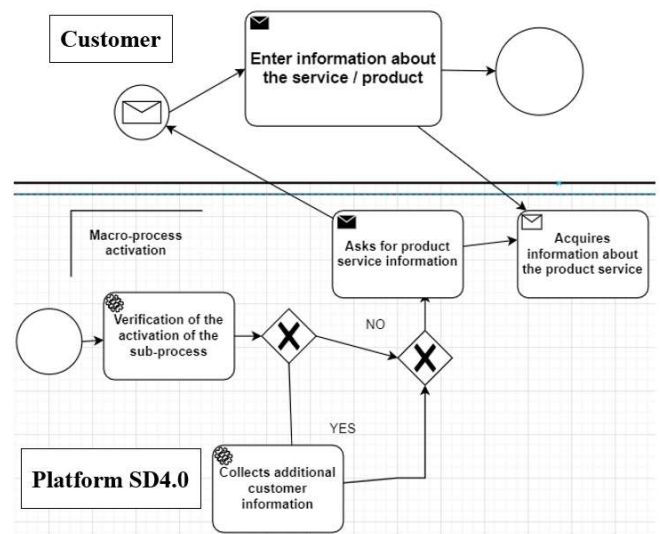 Customer
Enter information about
the service / product
Macro-process
activation
Asks for product
service information
Acquires
information about
the product service
Verification of the
activation of the
sub-process
NO
YES
Collects additional
customer
information
Platform SD4.0